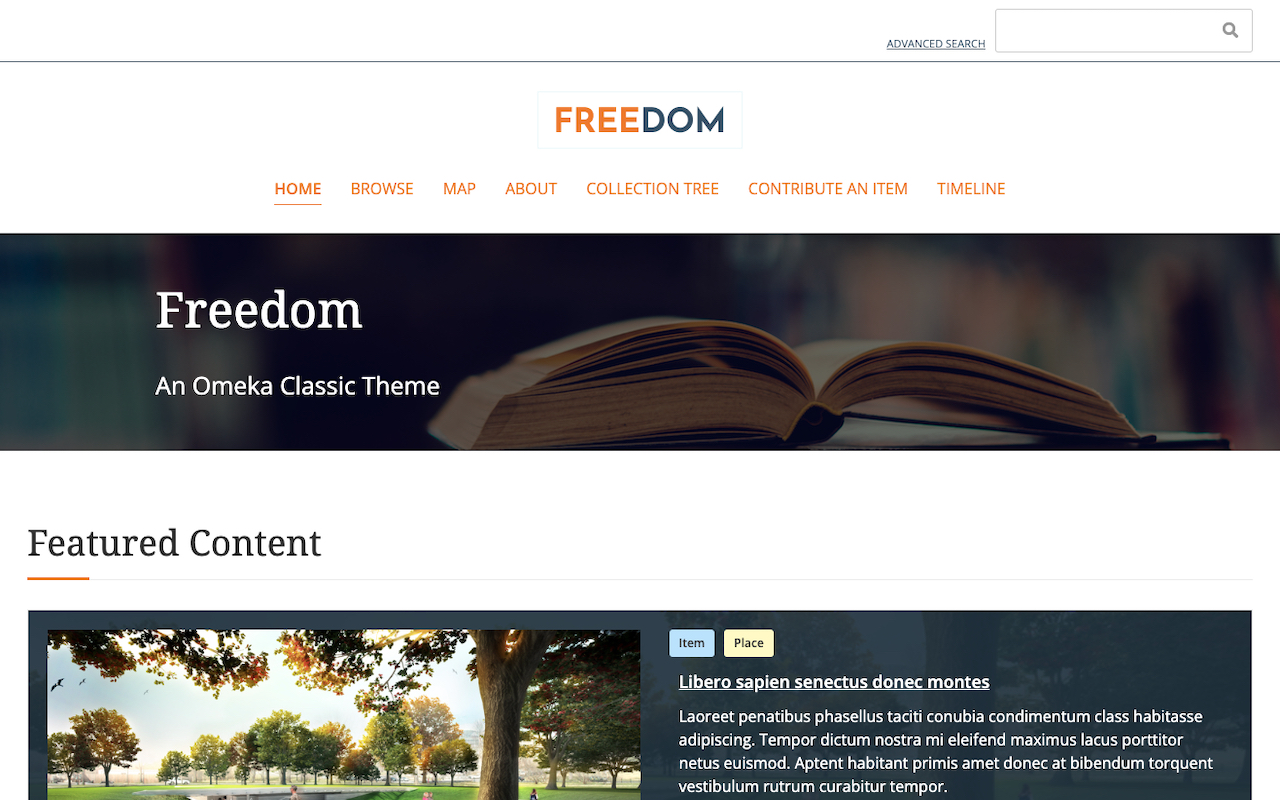 ADVANCED SEARCH
FREEDOM
HOME BROWSE MAP ABOUT COLLECTION TREE CONTRIBUTE AN ITEM TIMELINE
Freedom
An Omeka Classic Theme
Featured Content
Item Place
Libero sapien senectus donec montes
Laoreet penatibus phasellus taciti conubia condimentum class habitasse
adipiscing. Tempor dictum nostra mi eleifend maximus lacus porttitor
netus euismod. Aptent habitant primis amet donec at bibendum torquent
vestibulum rutrum curabitur tempor.